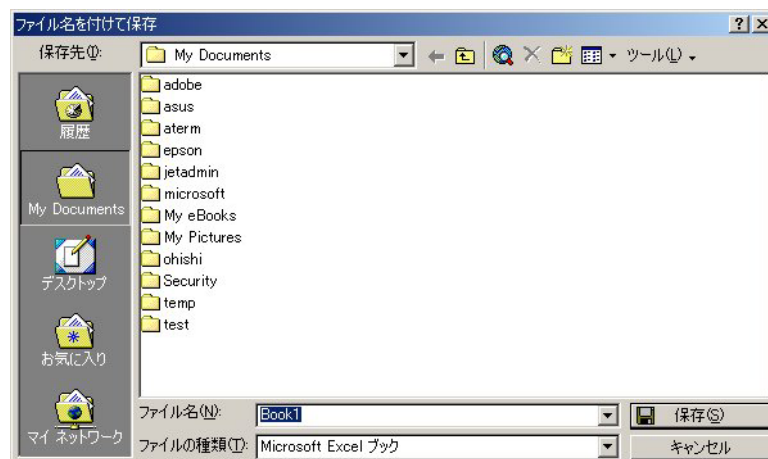 ファイル名を付けて保存
保存先(I):
My Documents
ツール(L)
履歴
My Documents
デスクトップ
お気に入り
マイ ネットワーク
adobe
asus
aterm
epson
jetadmin
microsoft
My eBooks
My Pictures
ohishi
Security
temp
test
ファイル名(N):
Book1
保存(S)
ファイルの種類(T):
Microsoft Excel ブック
キャンセル